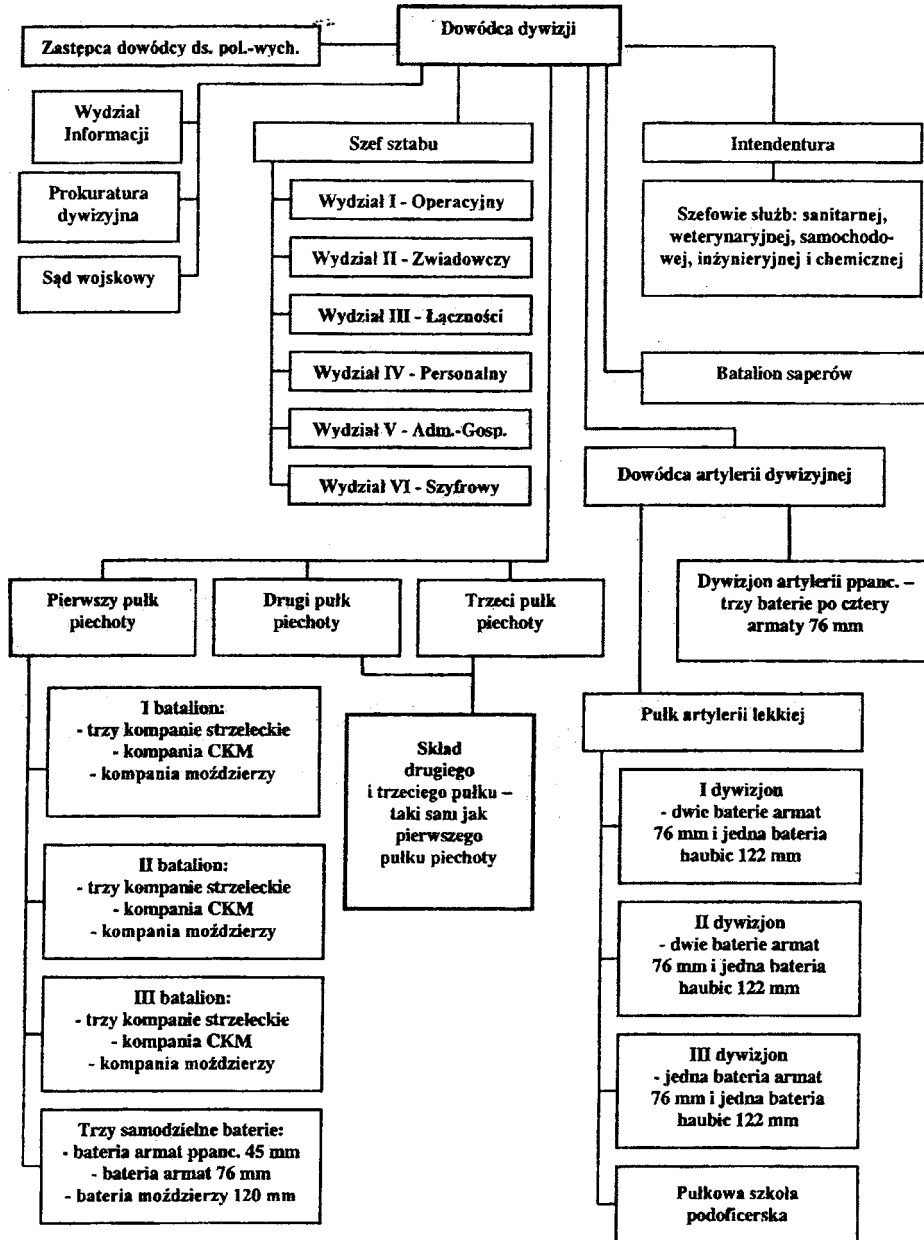 Dowódca dywizji
Zastępca dowódcy ds. pol.-wych.
Wydział
Informacji
Prokuratura
dywizyjna
Sąd wojskowy
Szef sztabu
Wydział I - Operacyjny
Wydział II - Zwiadowczy
Wydział III - Łączności
Wydział IV - Personalny
Wydział V - Adm.-Gosp.
Wydział VI - Szyfrowy
Intendentura
Szefowie służb: sanitarnej,
weterynaryjnej, samochodo-
wej, inżynieryjnej i chemicznej
Batalion saperów
Dowódca artylerii dywizyjnej
Dywizjon artylerii ppanc. –
trzy baterie po cztery
armaty 76 mm
Pierwszy pułk
piechoty
Drugi pułk
piechoty
Trzeci pułk
piechoty
I batalion:
- trzy kompanie strzeleckie
- kompania CKM
- kompania moździerzy
II batalion:
- trzy kompanie strzeleckie
- kompania CKM
- kompania moździerzy
III batalion:
- trzy kompanie strzeleckie
- kompania CKM
- kompania moździerzy
Trzy samodzielne baterie:
- bateria armat ppanc. 45 mm
- bateria armat 76 mm
- bateria moździerzy 120 mm
Skład
drugiego
i trzeciego pułku –
taki sam jak
pierwszego
pułku piechoty
Pułk artylerii lekkiej
I dywizjon
- dwie baterie armat
76 mm i jedna bateria
haubic 122 mm
II dywizjon
- dwie baterie armat
76 mm i jedna bateria
haubic 122 mm
III dywizjon
- jedna bateria armat
76 mm i jedna bateria
haubic 122 mm
Pułkowa szkoła
podoficerska